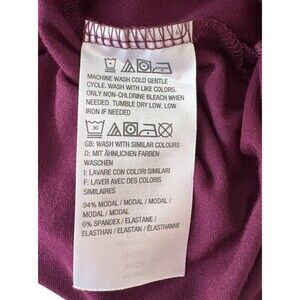 MACHINE WASH COLD GENTLE
CYCLE. WASH WITH LIKE COLORS.
ONLY NON-CHLORINE BLEACH WHEN
NEEDED. TUMBLE DRY LOW. LOW
IRON IF NEEDED
30
GB: WASH WITH SIMILAR COLOURS
D: MIT ÄHNLICHEN FARBEN
WASCHEN
I: LAVARE CON COLORI SIMILARI
F: LAVER AVEC DES COLORIS
SIMILAIRES
94% MODAL / MODAL / MODAL /
MODAL / MODAL
6% SPANDEX / ELASTANE /
ELASTHAN / ELASTAN / ÉLASTHANNE